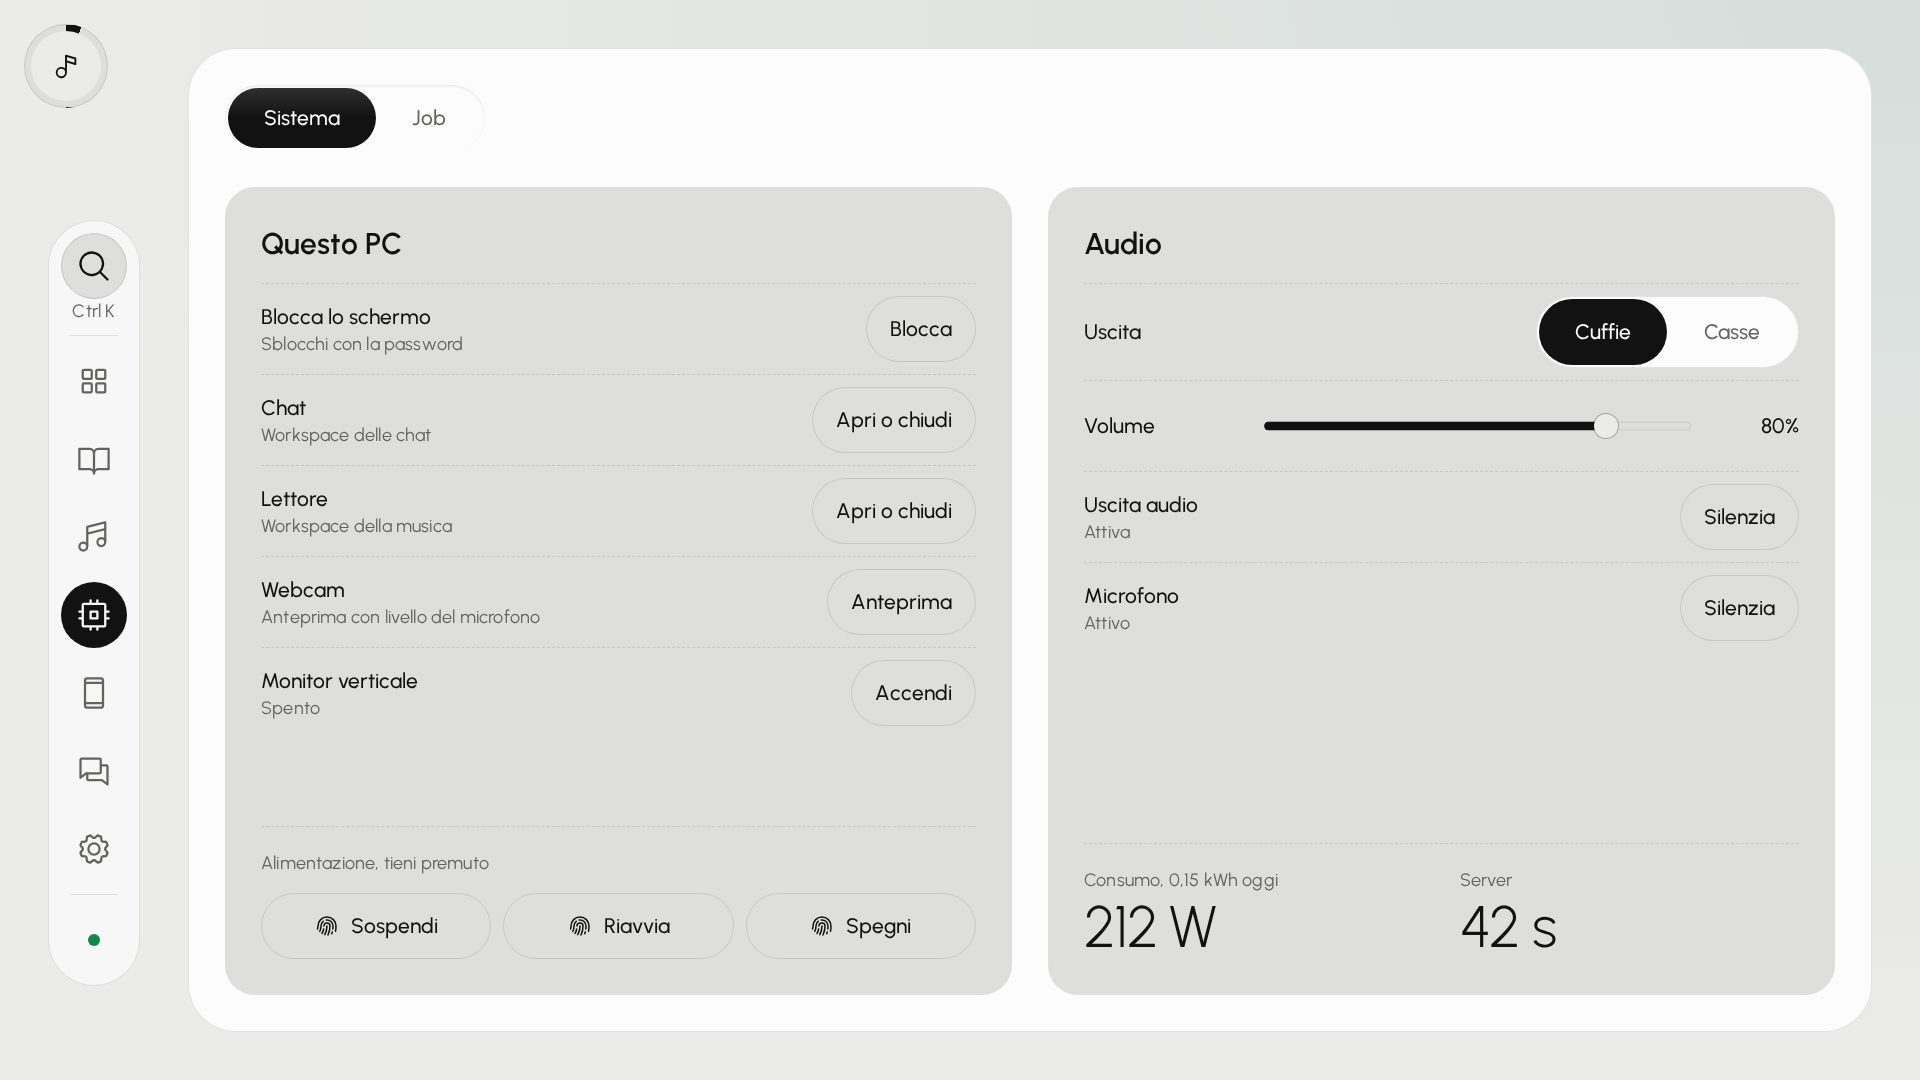 Sistema
Job
Ctrl K
Questo PC
Blocca lo schermo
Sblocchi con la password
Blocca
Chat
Workspace delle chat
Apri o chiudi
Lettore
Workspace della musica
Apri o chiudi
Webcam
Anteprima con livello del microfono
Anteprima
Monitor verticale
Spento
Accendi
Alimentazione, tieni premuto
Sospendi
Riavvia
Spegni
Audio
Uscita
Cuffie
Casse
Volume
80%
Uscita audio
Attiva
Silenzia
Microfono
Attivo
Silenzia
Consumo, 0,15 kWh oggi
212 W
Server
42 s